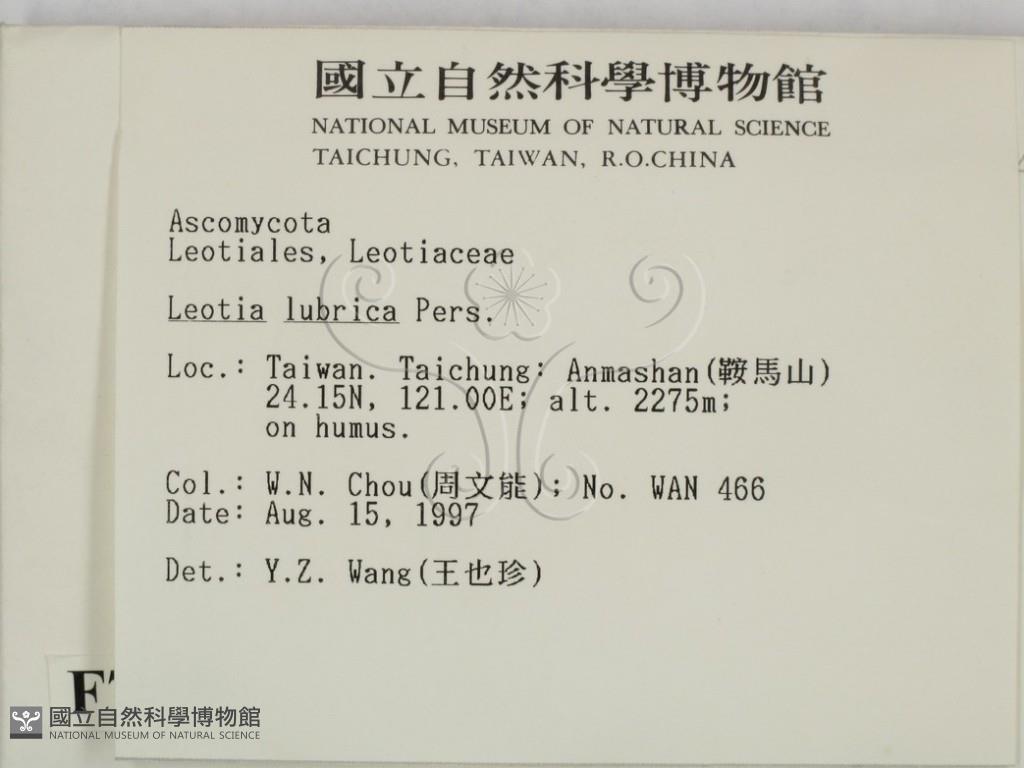 國立自然科學博物館
NATIONAL MUSEUM OF NATURAL SCIENCE
TAICHUNG, TAIWAN, R.O.CHINA
Ascomycota
Leotiales, Leotiaceae
Leotia lubrica Pers.
Loc.: Taiwan. Taichung: Anmashan(鞍馬山)
24.15N, 121.00E; alt. 2275m;
on humus.
Col.: W.N. Chou(周文能); No. WAN 466
Date: Aug. 15, 1997
Det.: Y.Z. Wang(王也珍)
國立自然科學博物館
NATIONAL MUSEUM OF NATURAL SCIENCE